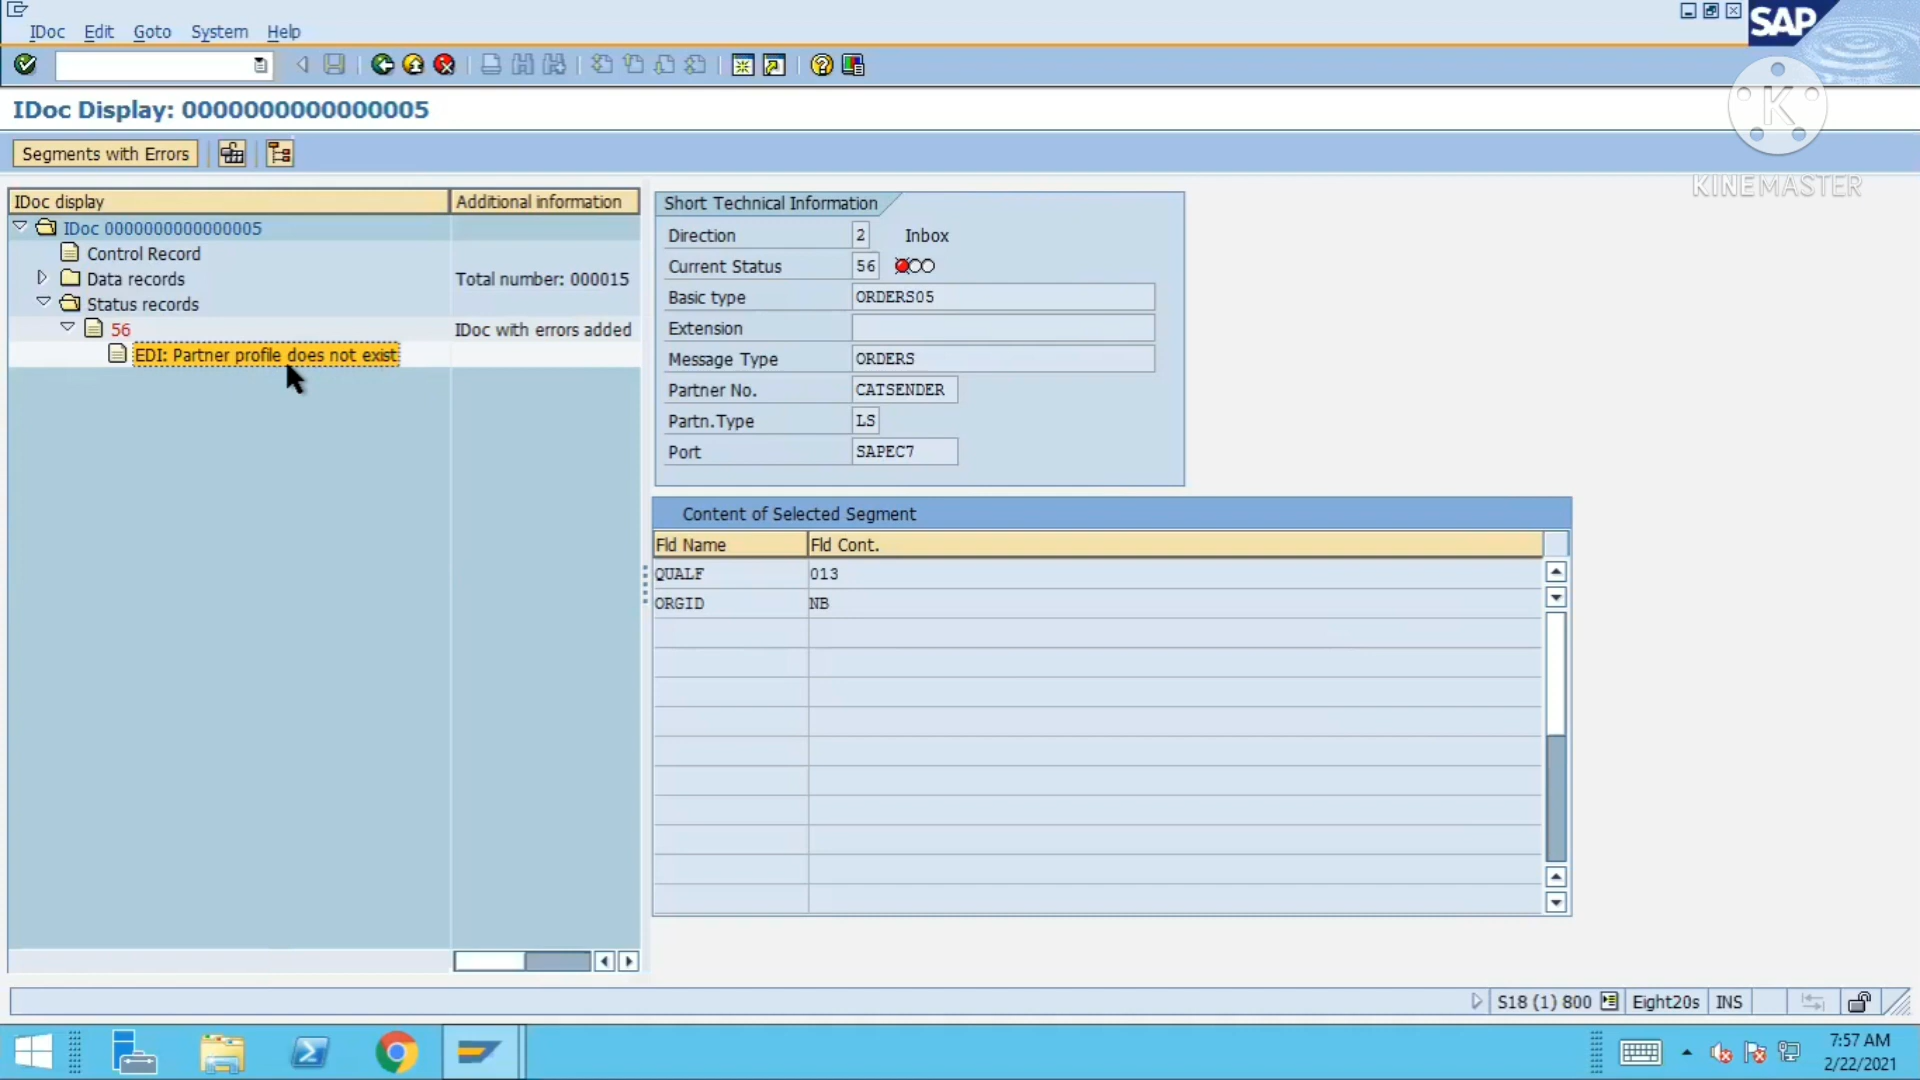 IDoc Edit Goto System Help
SAP
IDoc Display: 0000000000000005
K
KINEMASTER
Segments with Errors
IDoc display Additional information
IDoc 0000000000000005
Control Record
Data records Total number: 000015
Status records
56 IDoc with errors added
EDI: Partner profile does not exist
Short Technical Information
Direction 2 Inbox
Current Status 56
Basic type ORDERS05
Extension
Message Type ORDERS
Partner No. CATSENDER
Partn.Type LS
Port SAPEC7
Content of Selected Segment
Fld Name Fld Cont.
QUALF 013
ORGID NB
S18 (1) 800 Eight20s INS
7:57 AM
2/22/2021